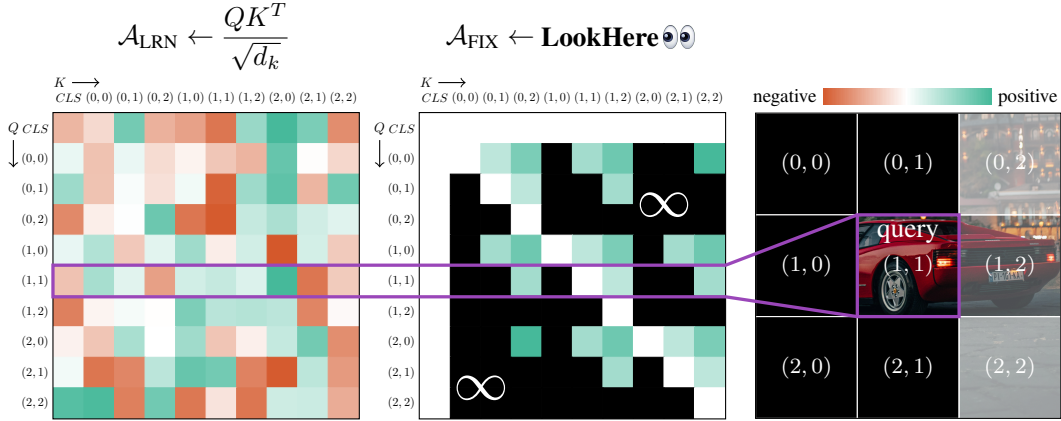 𝒜_LRN ← QK^T / √d_k
𝒜_FIX ← LookHere👀
K →
CLS (0,0) (0,1) (0,2) (1,0) (1,1) (1,2) (2,0) (2,1) (2,2)
Q CLS
(0,0)
(0,1)
(0,2)
(1,0)
(1,1)
(1,2)
(2,0)
(2,1)
(2,2)
K →
CLS (0,0) (0,1) (0,2) (1,0) (1,1) (1,2) (2,0) (2,1) (2,2)
Q CLS
(0,0)
(0,1)
(0,2)
(1,0)
(1,1)
(1,2)
(2,0)
(2,1)
(2,2)
∞
∞
negative positive
(0,0) (0,1) (0,2)
query
(1,0) (1,1) (1,2)
(2,0) (2,1) (2,2)